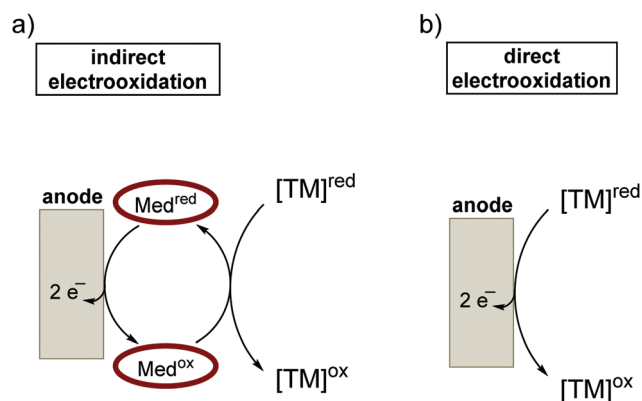 a)
indirect
electrooxidation
anode
Med^red
2 e^–
Med^ox
[TM]^red
[TM]^ox
b)
direct
electrooxidation
anode
2 e^–
[TM]^red
[TM]^ox